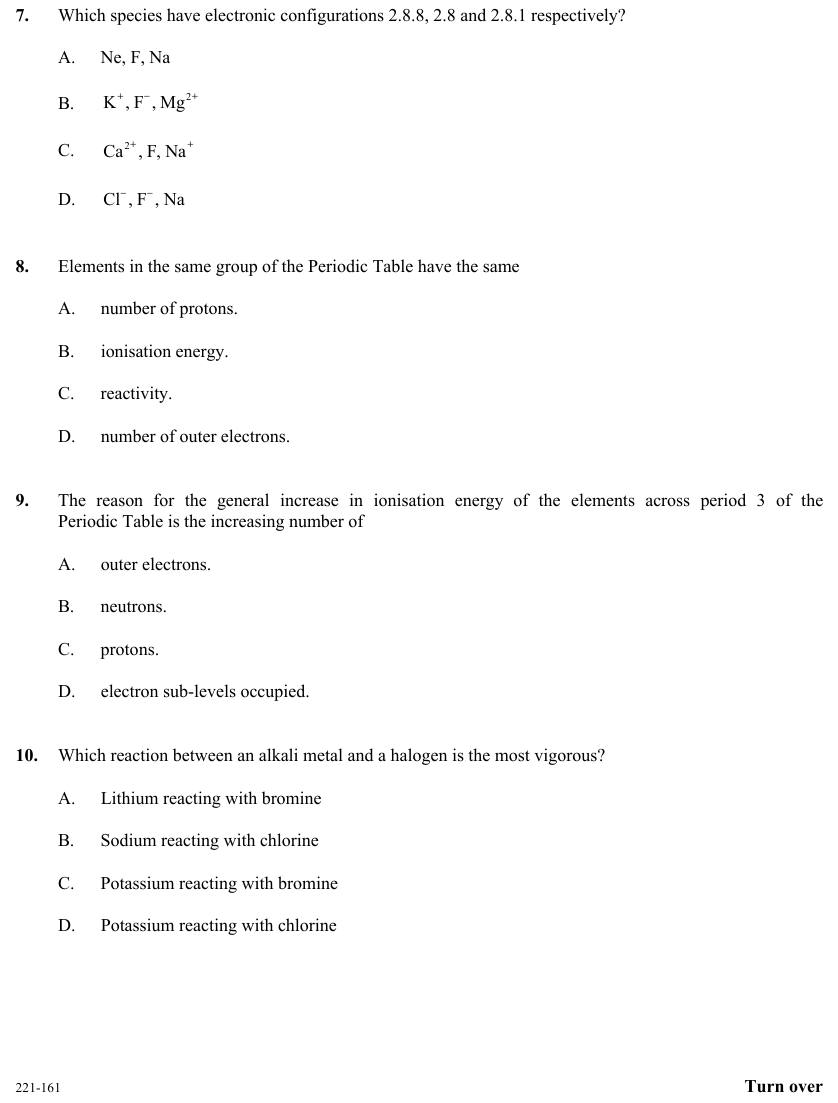 7. Which species have electronic configurations 2.8.8, 2.8 and 2.8.1 respectively?
A. Ne, F, Na
B. K⁺, F⁻, Mg²⁺
C. Ca²⁺, F, Na⁺
D. Cl⁻, F⁻, Na
8. Elements in the same group of the Periodic Table have the same
A. number of protons.
B. ionisation energy.
C. reactivity.
D. number of outer electrons.
9. The reason for the general increase in ionisation energy of the elements across period 3 of the
Periodic Table is the increasing number of
A. outer electrons.
B. neutrons.
C. protons.
D. electron sub-levels occupied.
10. Which reaction between an alkali metal and a halogen is the most vigorous?
A. Lithium reacting with bromine
B. Sodium reacting with chlorine
C. Potassium reacting with bromine
D. Potassium reacting with chlorine
221-161 Turn over